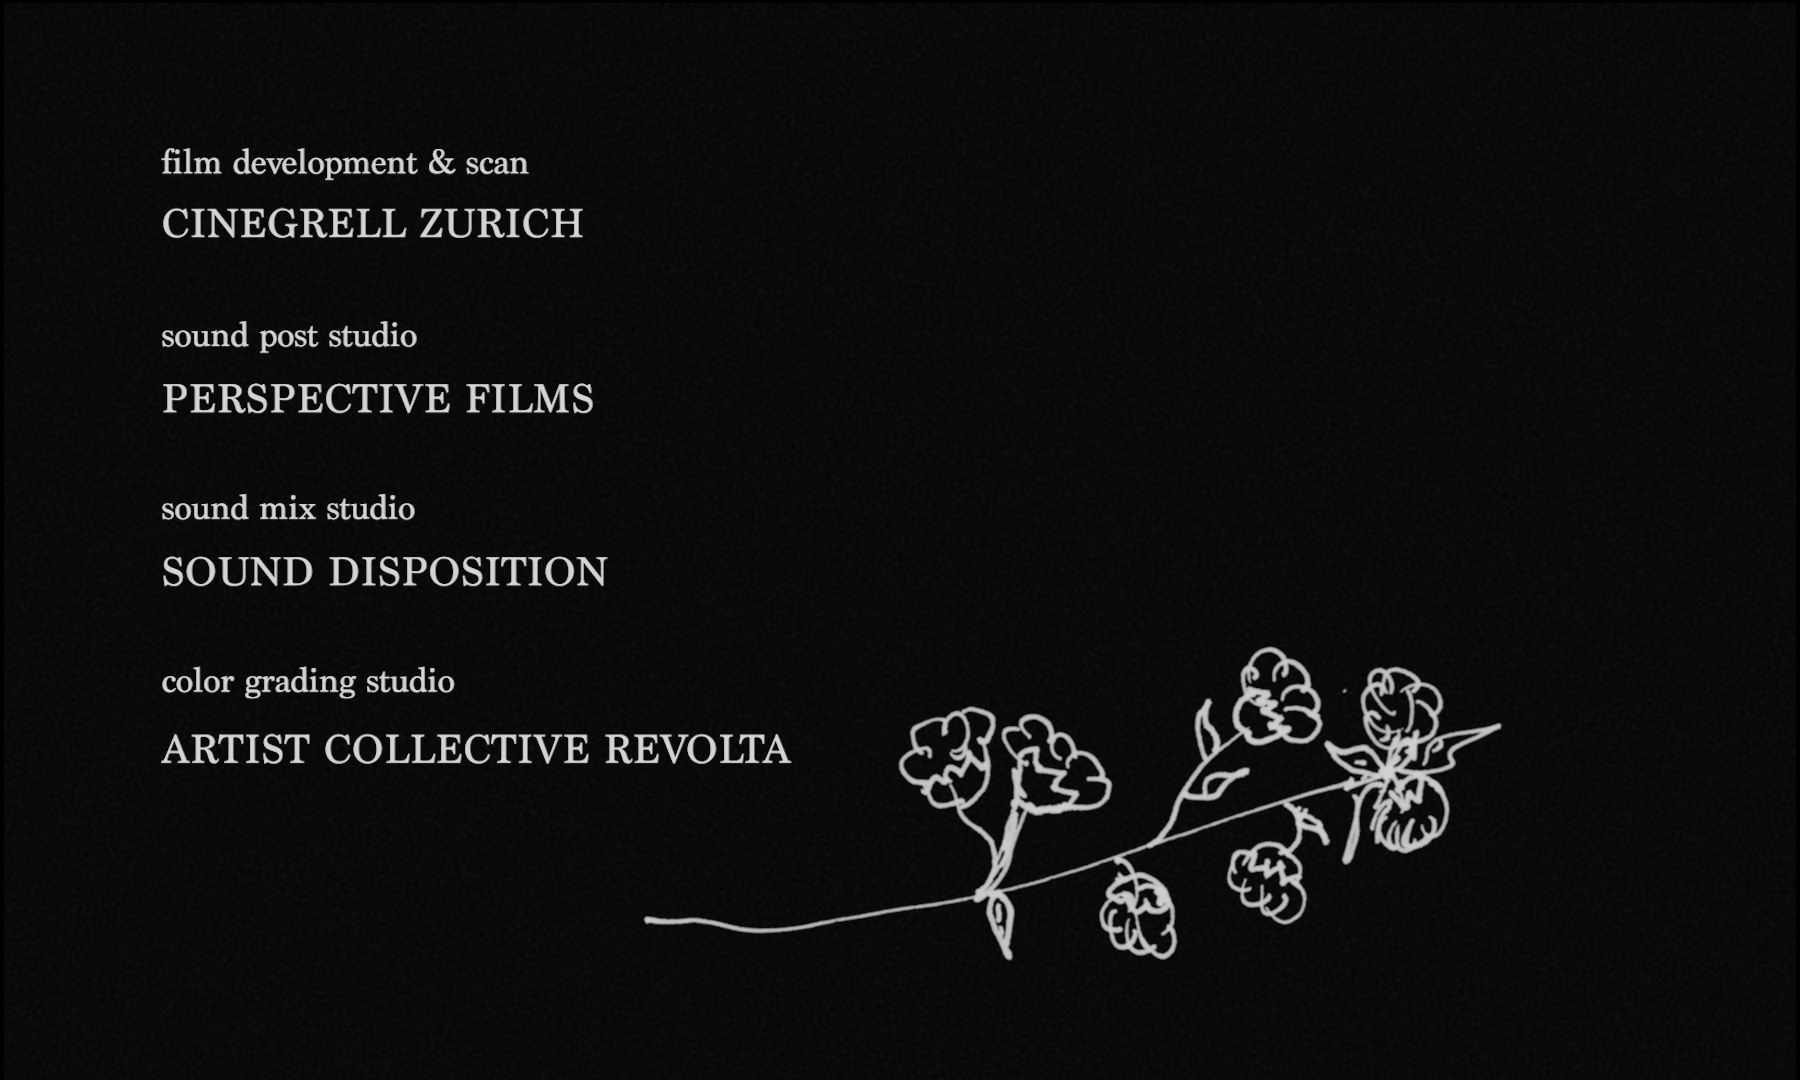 film development & scan
CINEGRELL ZURICH
sound post studio
PERSPECTIVE FILMS
sound mix studio
SOUND DISPOSITION
color grading studio
ARTIST COLLECTIVE REVOLTA